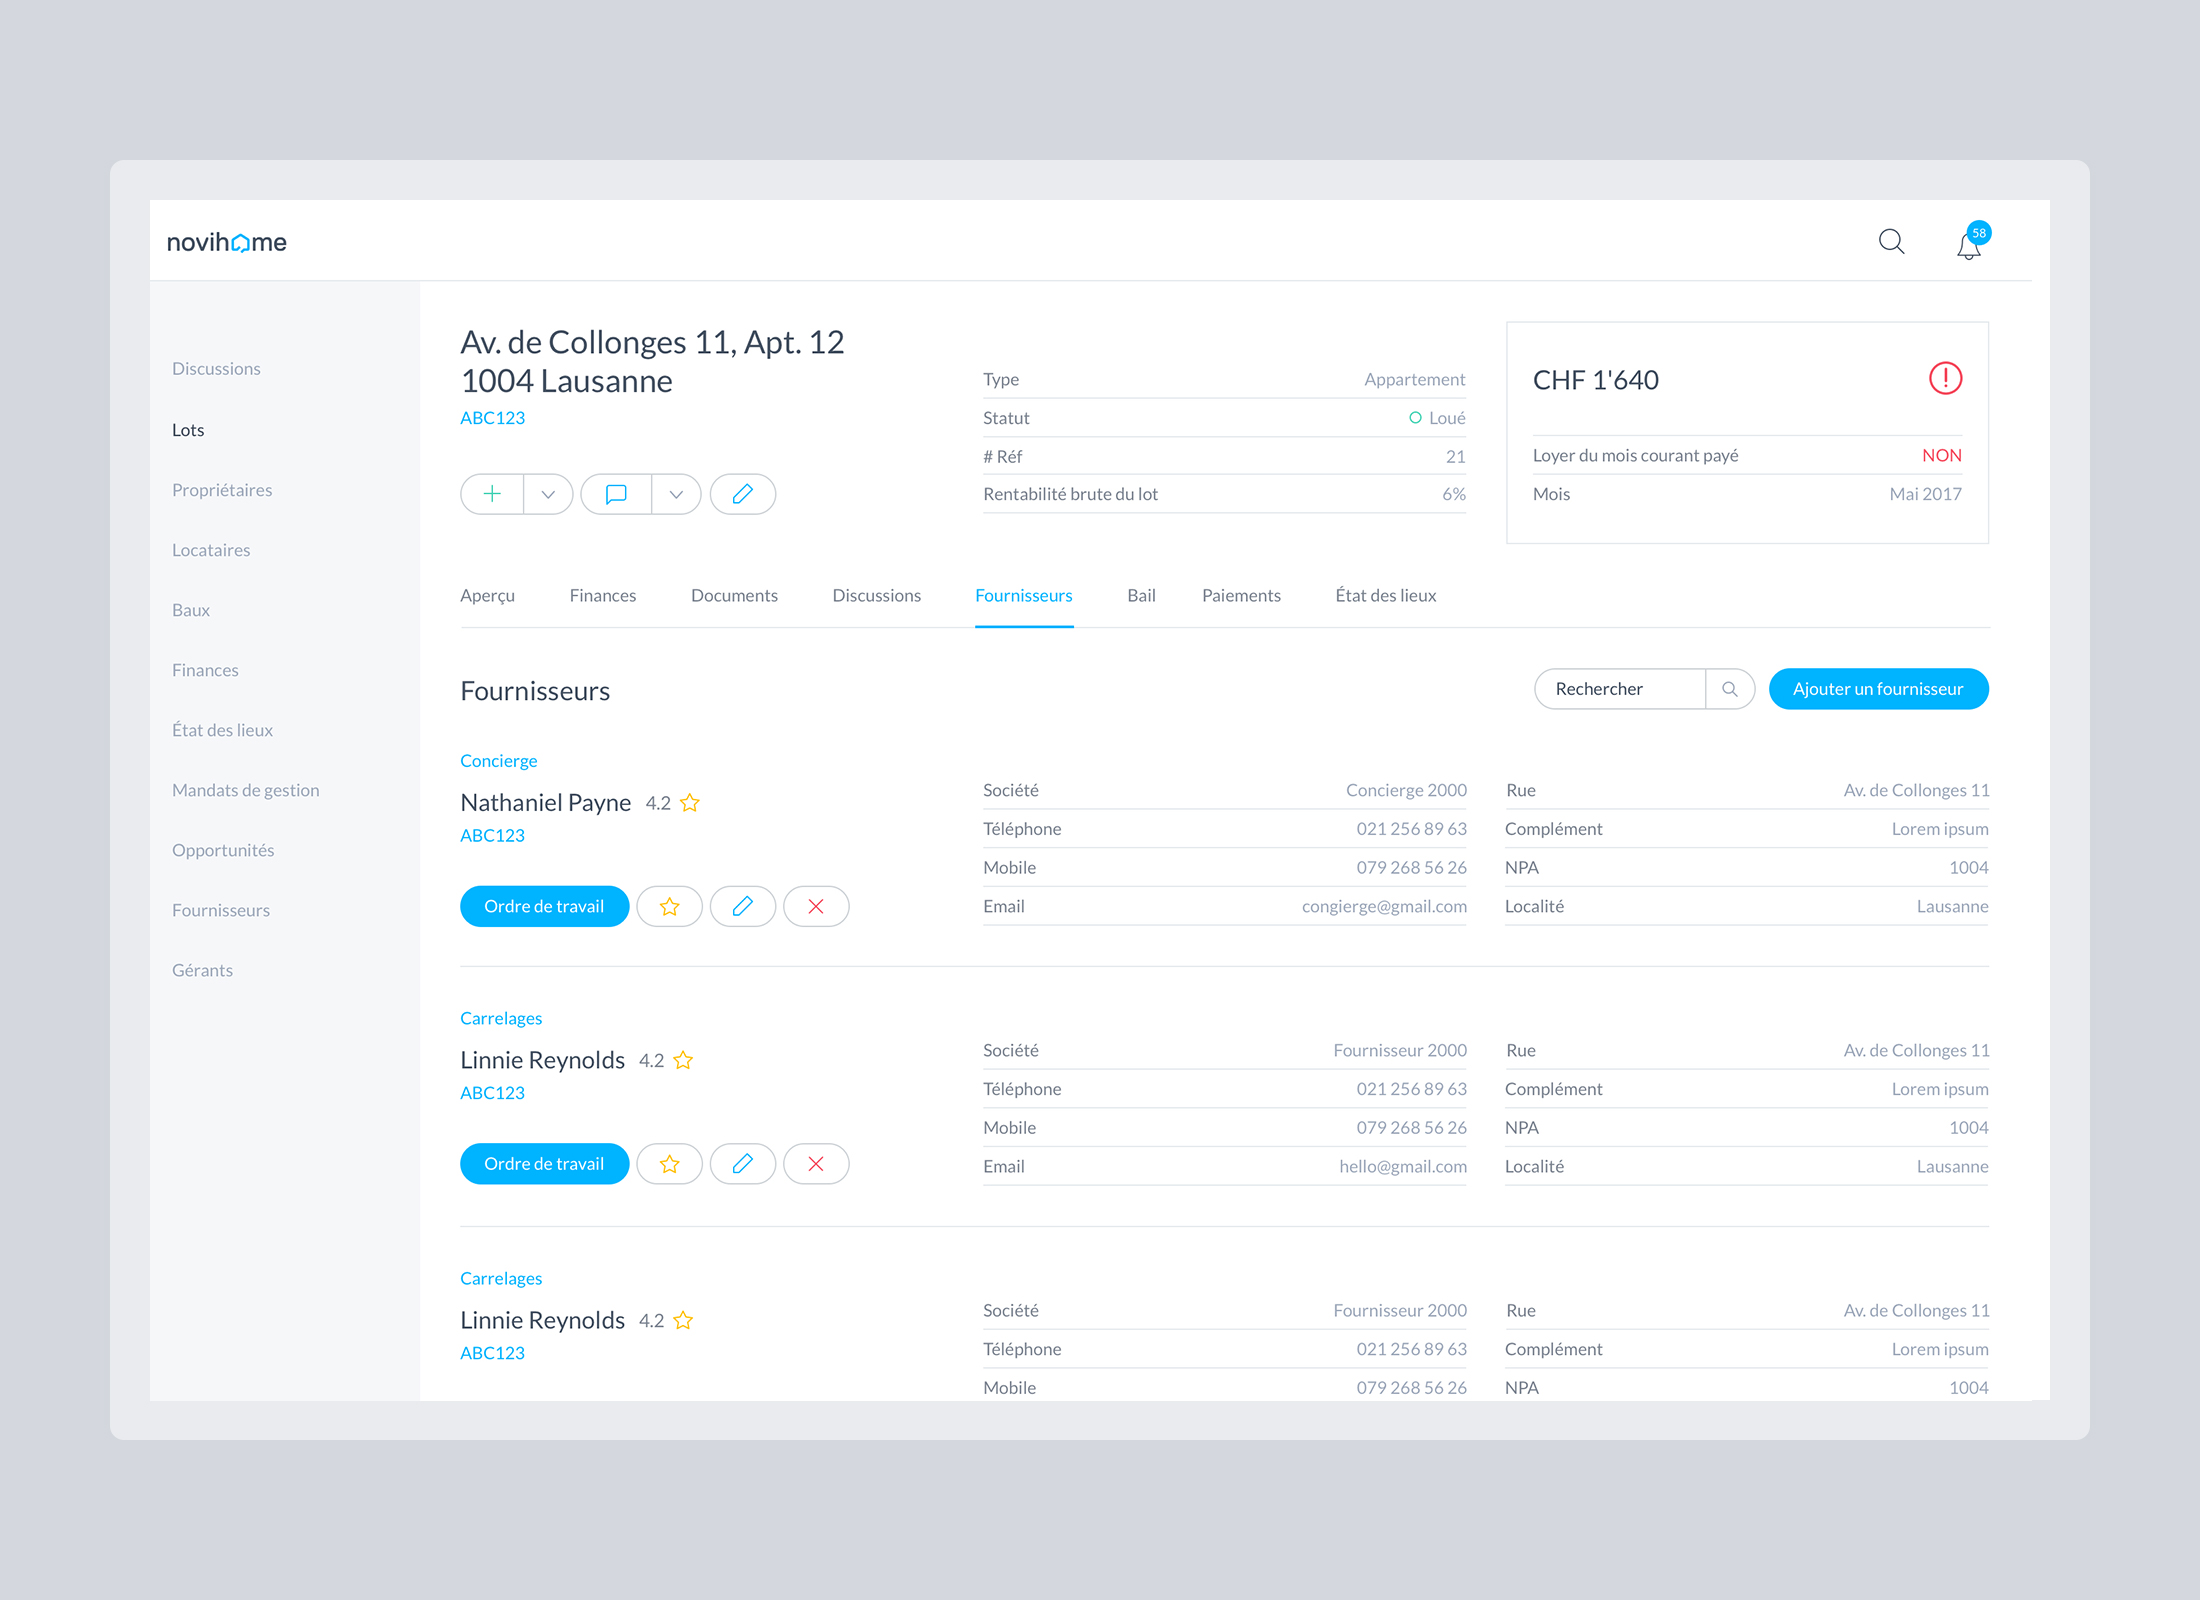 novihome
58
Discussions
Lots
Propriétaires
Locataires
Baux
Finances
État des lieux
Mandats de gestion
Opportunités
Fournisseurs
Gérants
Av. de Collonges 11, Apt. 12
1004 Lausanne
ABC123
Type Appartement
Statut Loué
# Réf 21
Rentabilité brute du lot 6%
CHF 1'640
Loyer du mois courant payé NON
Mois Mai 2017
Aperçu Finances Documents Discussions Fournisseurs Bail Paiements État des lieux
Fournisseurs
Rechercher
Ajouter un fournisseur
Concierge
Nathaniel Payne 4.2
ABC123
Ordre de travail
Société Concierge 2000
Téléphone 021 256 89 63
Mobile 079 268 56 26
Email congierge@gmail.com
Rue Av. de Collonges 11
Complément Lorem ipsum
NPA 1004
Localité Lausanne
Carrelages
Linnie Reynolds 4.2
ABC123
Ordre de travail
Société Fournisseur 2000
Téléphone 021 256 89 63
Mobile 079 268 56 26
Email hello@gmail.com
Rue Av. de Collonges 11
Complément Lorem ipsum
NPA 1004
Localité Lausanne
Carrelages
Linnie Reynolds 4.2
ABC123
Société Fournisseur 2000
Téléphone 021 256 89 63
Mobile 079 268 56 26
Rue Av. de Collonges 11
Complément Lorem ipsum
NPA 1004